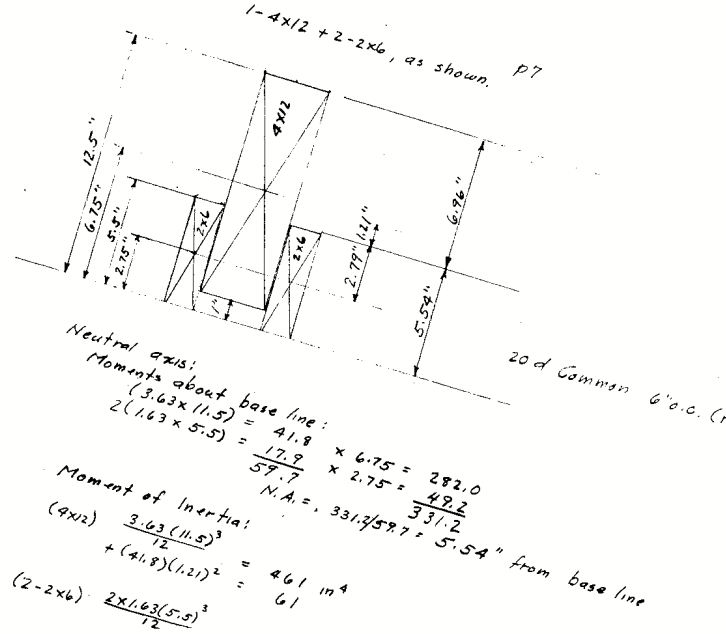 1-4x12 + 2-2x6, as shown. p7
12.5"
6.75"
5.5"
2.75"
4x12
2x6
2x6
1"
2.79"
1.21"
6.96"
5.54"
20d Common 6"o.c. (
Neutral axis:
Moments about base line:
(3.63 x 11.5) = 41.8 x 6.75 = 282.0
2(1.63 x 5.5) = 17.9 x 2.75 = 49.2
59.7 331.2
N.A. = 331.2/59.7 = 5.54" from base line
Moment of Inertia:
(4x12) 3.63(11.5)³/12 = 461 in⁴
+ (41.8)(1.21)² = 61
(2-2x6) 2x1.63(5.5)³/12